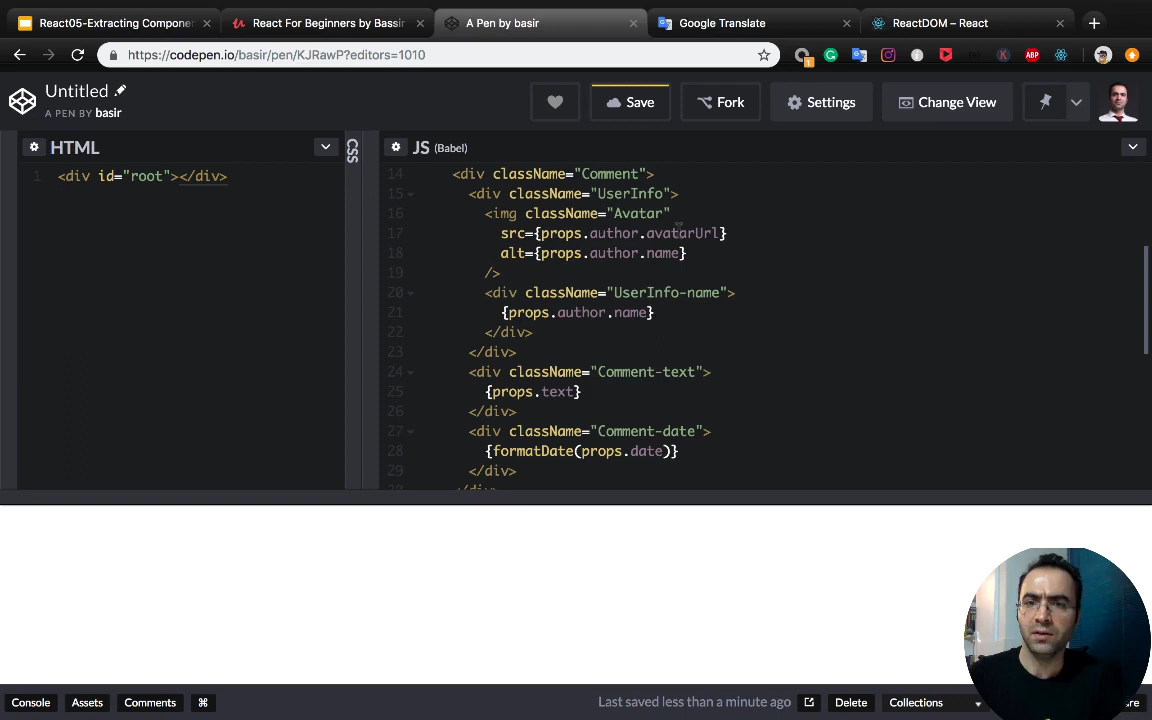 React05-Extracting Componen
React For Beginners by Bassir
A Pen by basir
Google Translate
ReactDOM – React
https://codepen.io/basir/pen/KJRawP?editors=1010
Untitled
A PEN BY basir
Save
Fork
Settings
Change View
HTML
CSS
JS (Babel)
1 <div id="root"></div>
14 <div className="Comment">
15 <div className="UserInfo">
16 <img className="Avatar"
17 src={props.author.avatarUrl}
18 alt={props.author.name}
19 />
20 <div className="UserInfo-name">
21 {props.author.name}
22 </div>
23 </div>
24 <div className="Comment-text">
25 {props.text}
26 </div>
27 <div className="Comment-date">
28 {formatDate(props.date)}
29 </div>
Console
Assets
Comments
⌘
Last saved less than a minute ago
Delete
Collections